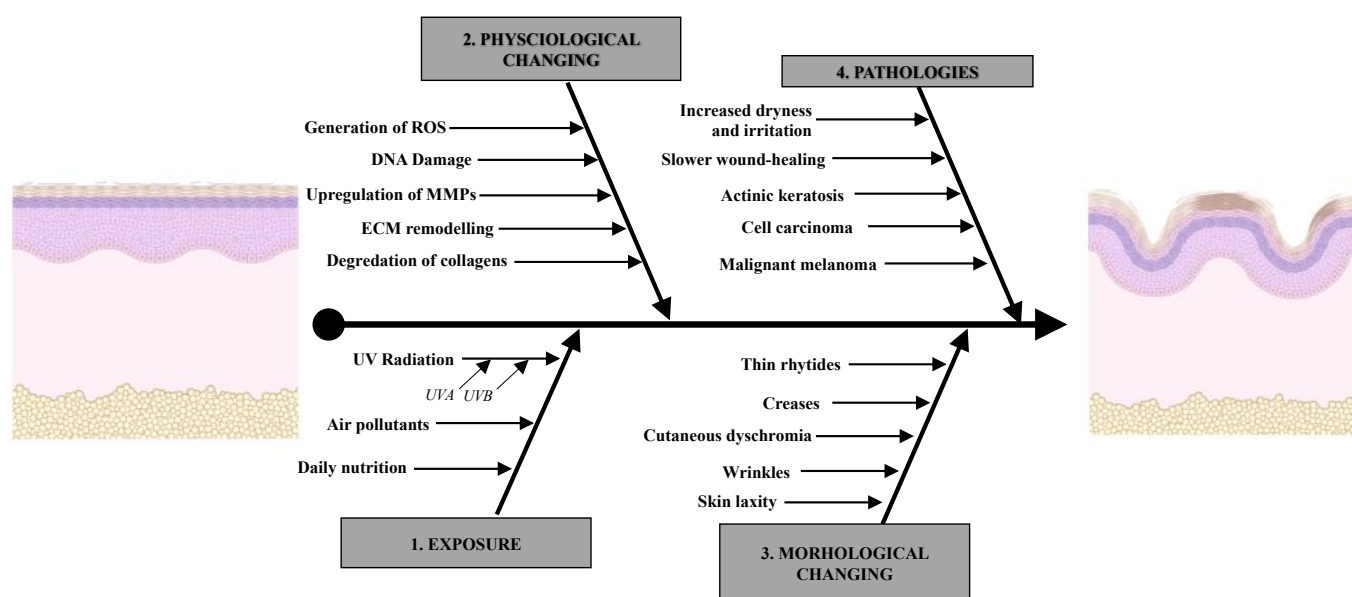 2. PHYSCIOLOGICAL
CHANGING
Generation of ROS
DNA Damage
Upregulation of MMPs
ECM remodelling
Degredation of collagens
4. PATHOLOGIES
Increased dryness
and irritation
Slower wound-healing
Actinic keratosis
Cell carcinoma
Malignant melanoma
UV Radiation
UVA UVB
Air pollutants
Daily nutrition
1. EXPOSURE
Thin rhytides
Creases
Cutaneous dyschromia
Wrinkles
Skin laxity
3. MORHOLOGICAL
CHANGING